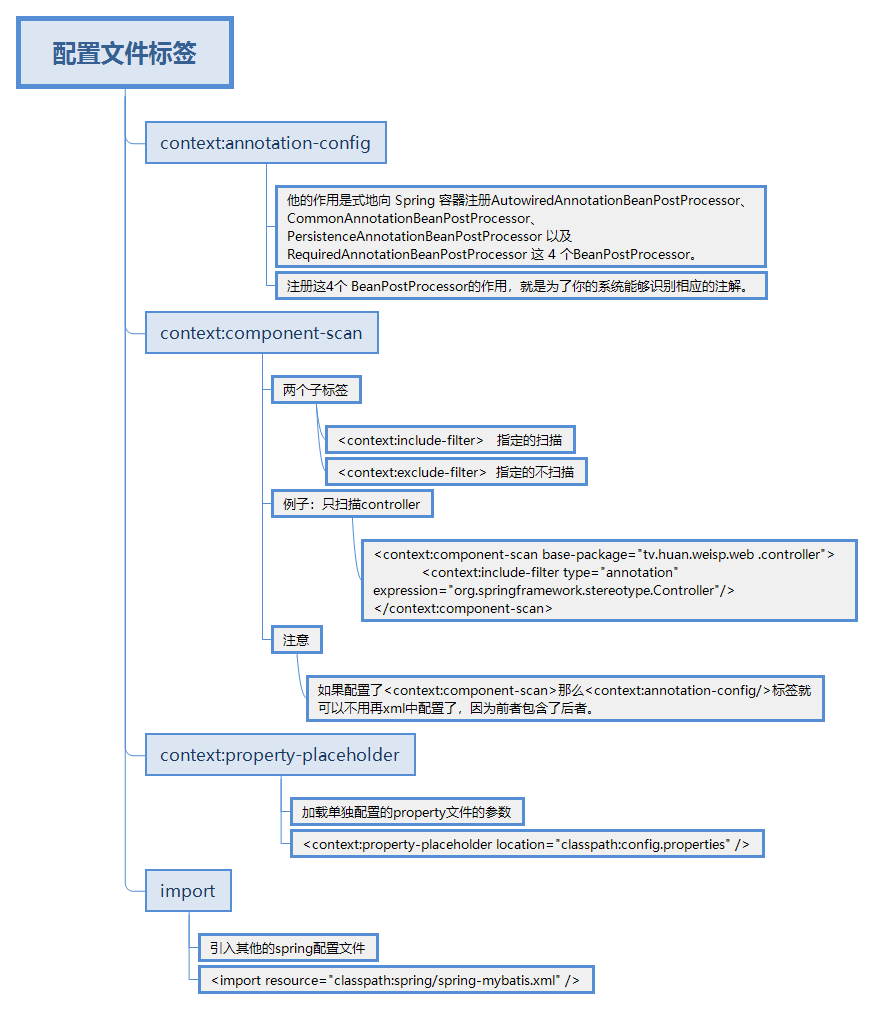 配置文件标签
context:annotation-config
他的作用是式地向 Spring 容器注册AutowiredAnnotationBeanPostProcessor、
CommonAnnotationBeanPostProcessor、
PersistenceAnnotationBeanPostProcessor 以及
RequiredAnnotationBeanPostProcessor 这 4 个BeanPostProcessor。
注册这4个 BeanPostProcessor的作用，就是为了你的系统能够识别相应的注解。
context:component-scan
两个子标签
<context:include-filter> 指定的扫描
<context:exclude-filter> 指定的不扫描
例子：只扫描controller
<context:component-scan base-package="tv.huan.weisp.web .controller">
<context:include-filter type="annotation"
expression="org.springframework.stereotype.Controller"/>
</context:component-scan>
注意
如果配置了<context:component-scan>那么<context:annotation-config/>标签就
可以不用再xml中配置了，因为前者包含了后者。
context:property-placeholder
加载单独配置的property文件的参数
<context:property-placeholder location="classpath:config.properties" />
import
引入其他的spring配置文件
<import resource="classpath:spring/spring-mybatis.xml" />